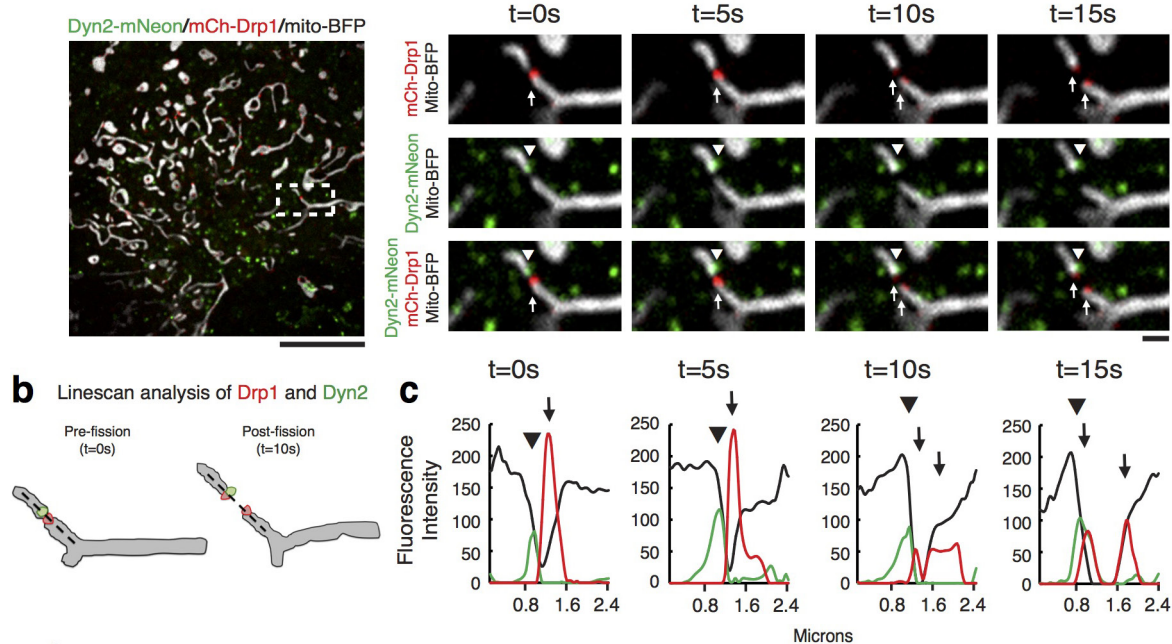 Dyn2-mNeon/mCh-Drp1/mito-BFP
t=0s t=5s t=10s t=15s
mCh-Drp1
Mito-BFP
Dyn2-mNeon
Mito-BFP
Dyn2-mNeon
mCh-Drp1
Mito-BFP
b Linescan analysis of Drp1 and Dyn2
Pre-fission
(t=0s)
Post-fission
(t=10s)
c
t=0s t=5s t=10s t=15s
Fluorescence
Intensity
250 250 250 250
200 200 200 200
150 150 150 150
100 100 100 100
50 50 50 50
0 0 0 0
0.8 1.6 2.4 0.8 1.6 2.4 0.8 1.6 2.4 0.8 1.6 2.4
Microns